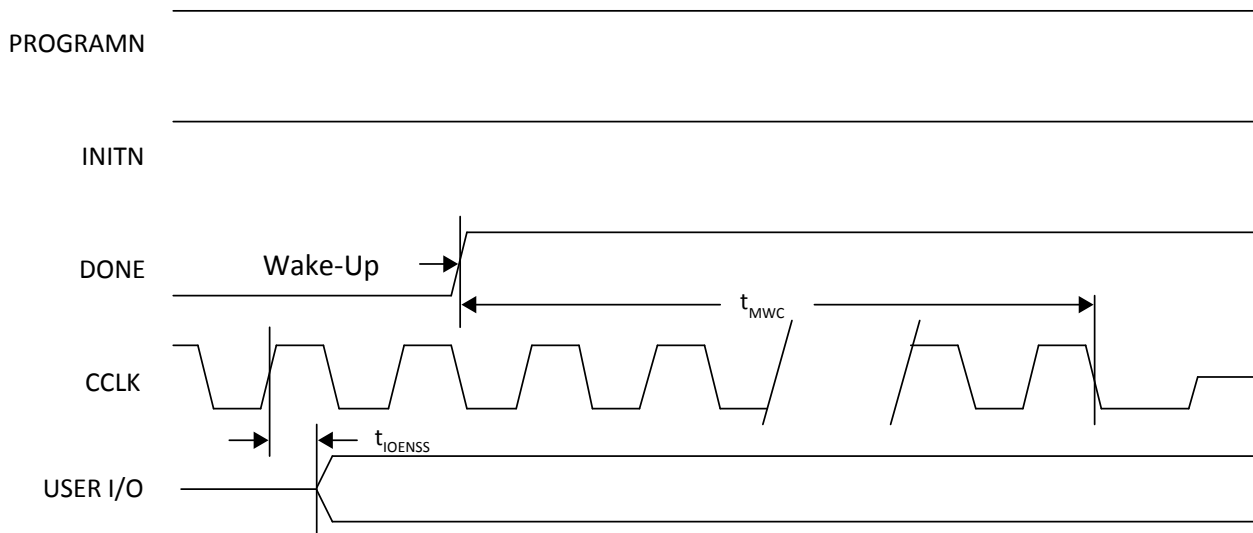 PROGRAMN
INITN
DONE
Wake-Up
tMWC
CCLK
tIOENSS
USER I/O